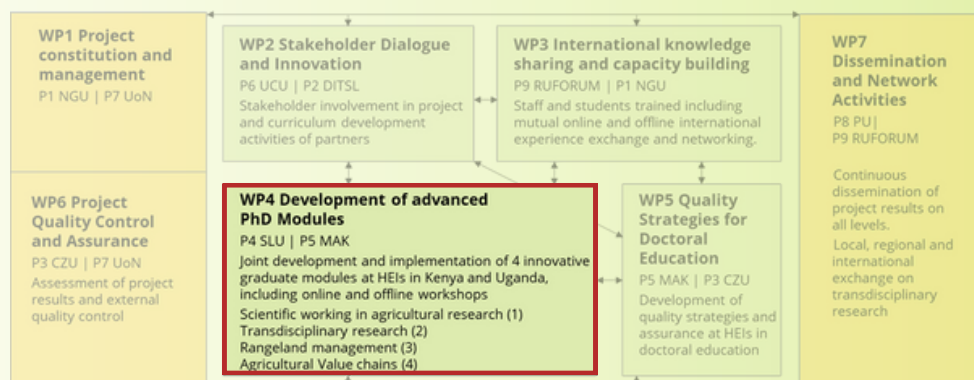 WP1 Project
constitution and
management
P1 NGU | P7 UoN
WP2 Stakeholder Dialogue
and Innovation
P6 UCU | P2 DITSL
Stakeholder involvement in project
and curriculum development
activities of partners
WP3 International knowledge
sharing and capacity building
P9 RUFORUM | P1 NGU
Staff and students trained including
mutual online and offline international
experience exchange and networking.
WP7
Dissemination
and Network
Activities
P8 PU|
P9 RUFORUM
Continuous
dissemination of
project results on
all levels.
Local, regional and
international
exchange on
transdisciplinary
research
WP6 Project
Quality Control
and Assurance
P3 CZU | P7 UoN
Assessment of project
results and external
quality control
WP4 Development of advanced
PhD Modules
P4 SLU | P5 MAK
Joint development and implementation of 4 innovative
graduate modules at HEIs in Kenya and Uganda,
including online and offline workshops
Scientific working in agricultural research (1)
Transdisciplinary research (2)
Rangeland management (3)
Agricultural Value chains (4)
WP5 Quality
Strategies for
Doctoral
Education
P5 MAK | P3 CZU
Development of
quality strategies and
assurance at HEIs in
doctoral education